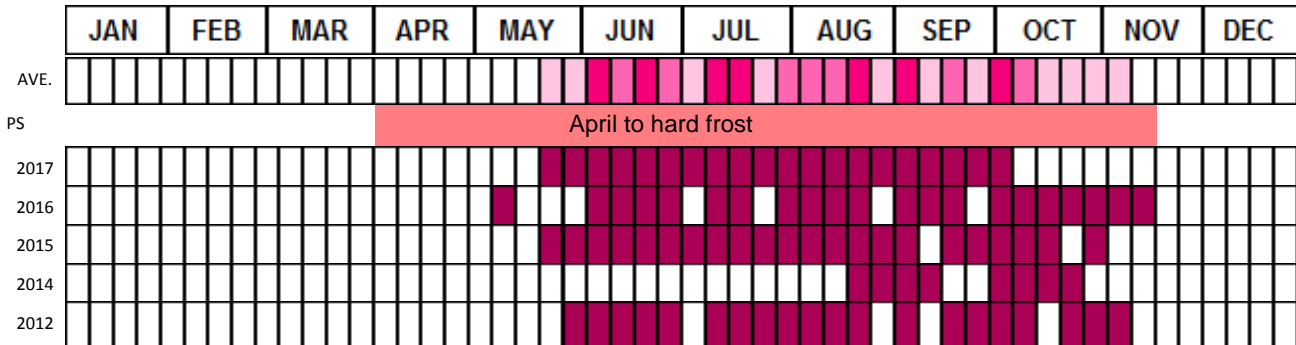 JAN FEB MAR APR MAY JUN JUL AUG SEP OCT NOV DEC
AVE.
PS April to hard frost
2017
2016
2015
2014
2012